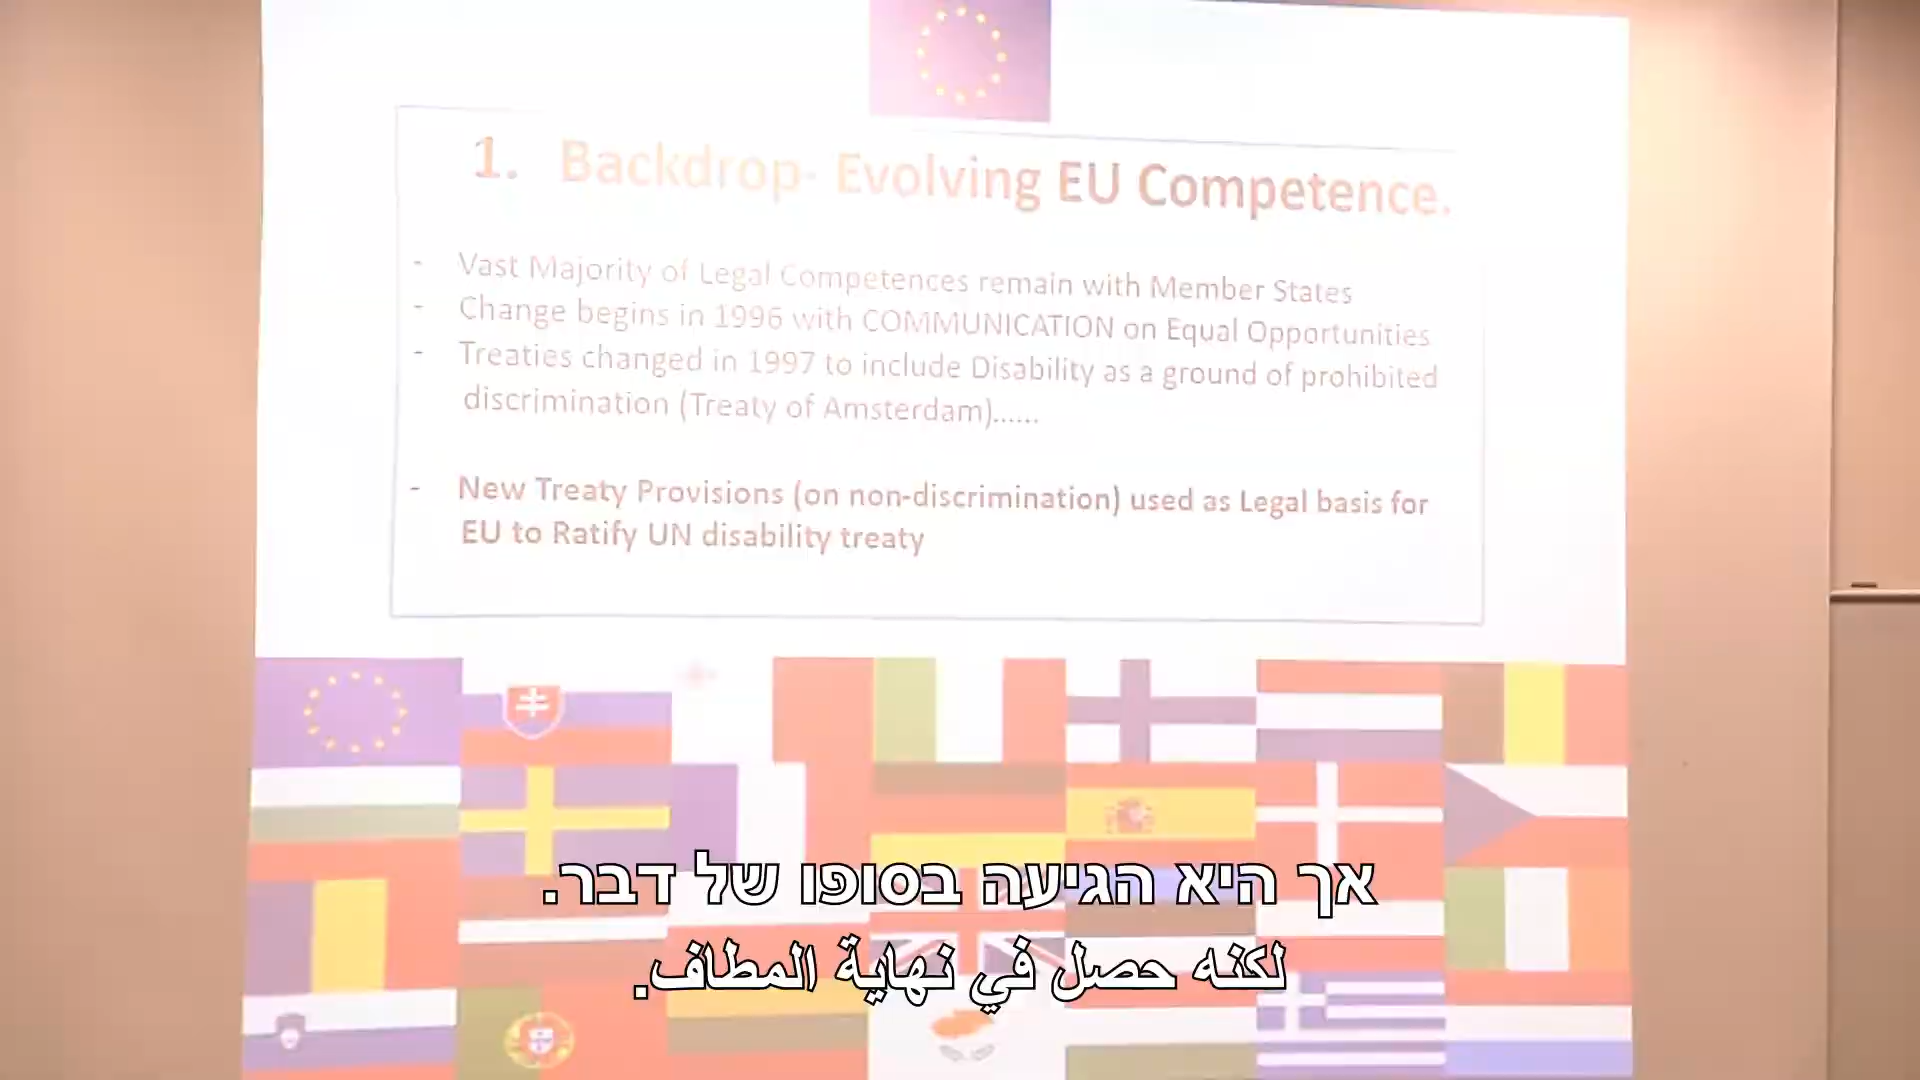 1. Backdrop- Evolving EU Competence.
- Vast Majority of Legal Competences remain with Member States
- Change begins in 1996 with COMMUNICATION on Equal Opportunities
- Treaties changed in 1997 to include Disability as a ground of prohibited
discrimination (Treaty of Amsterdam)......
- New Treaty Provisions (on non-discrimination) used as Legal basis for
EU to Ratify UN disability treaty
אך היא הגיעה בסופו של דבר.
لكنه حصل في نهاية المطاف.